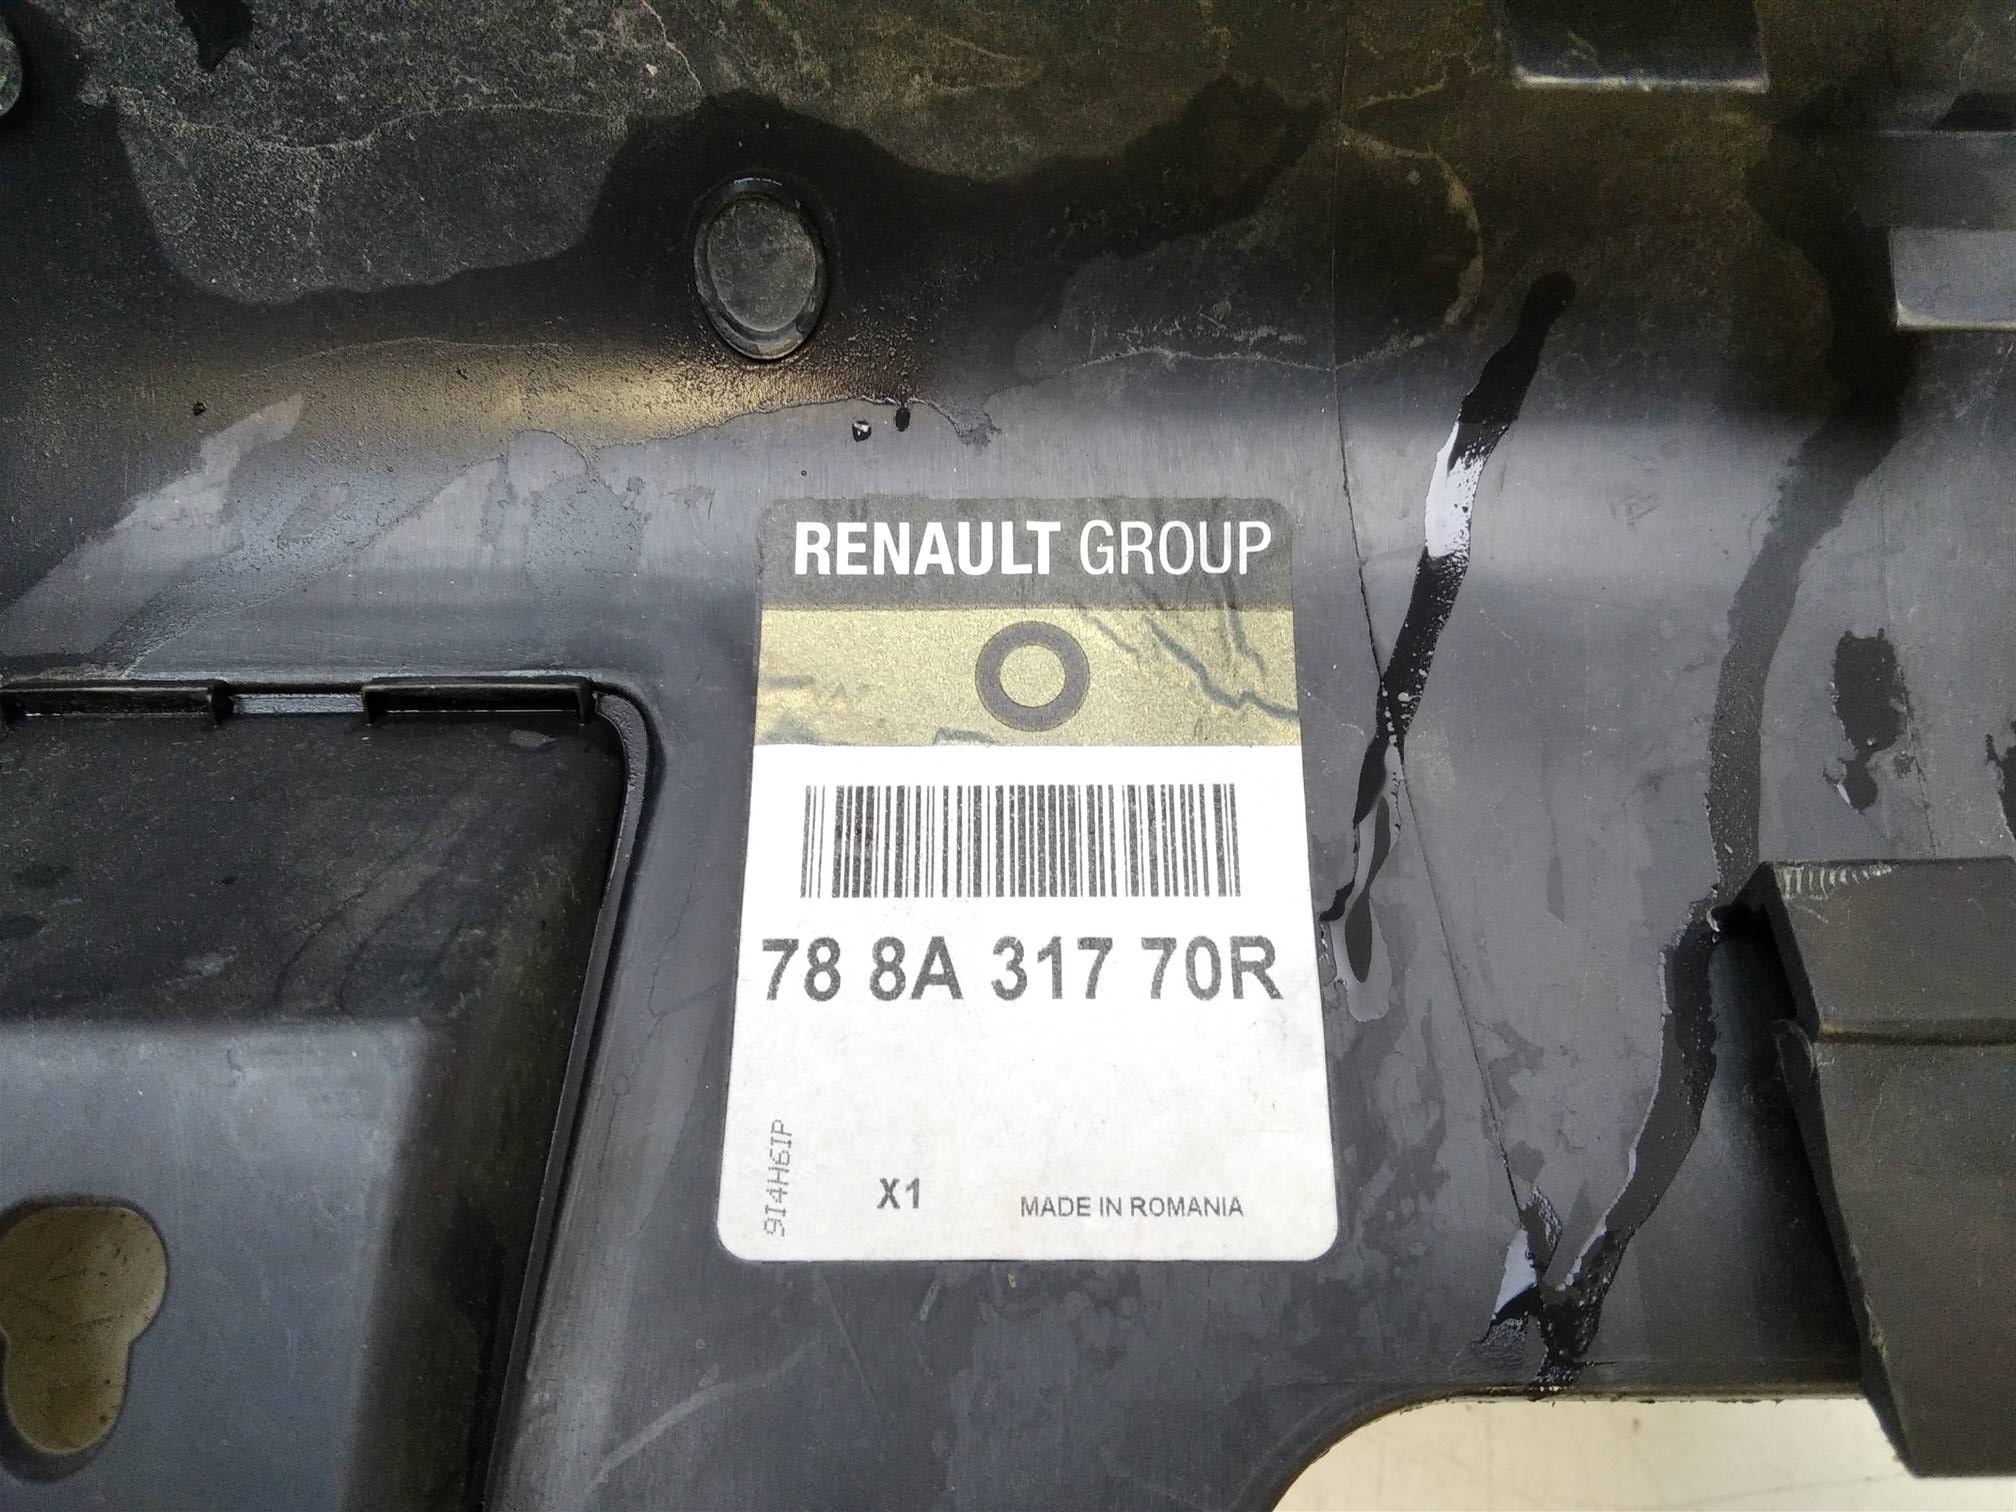 RENAULT GROUP
78 8A 317 70R
9I4H6IP
X1
MADE IN ROMANIA